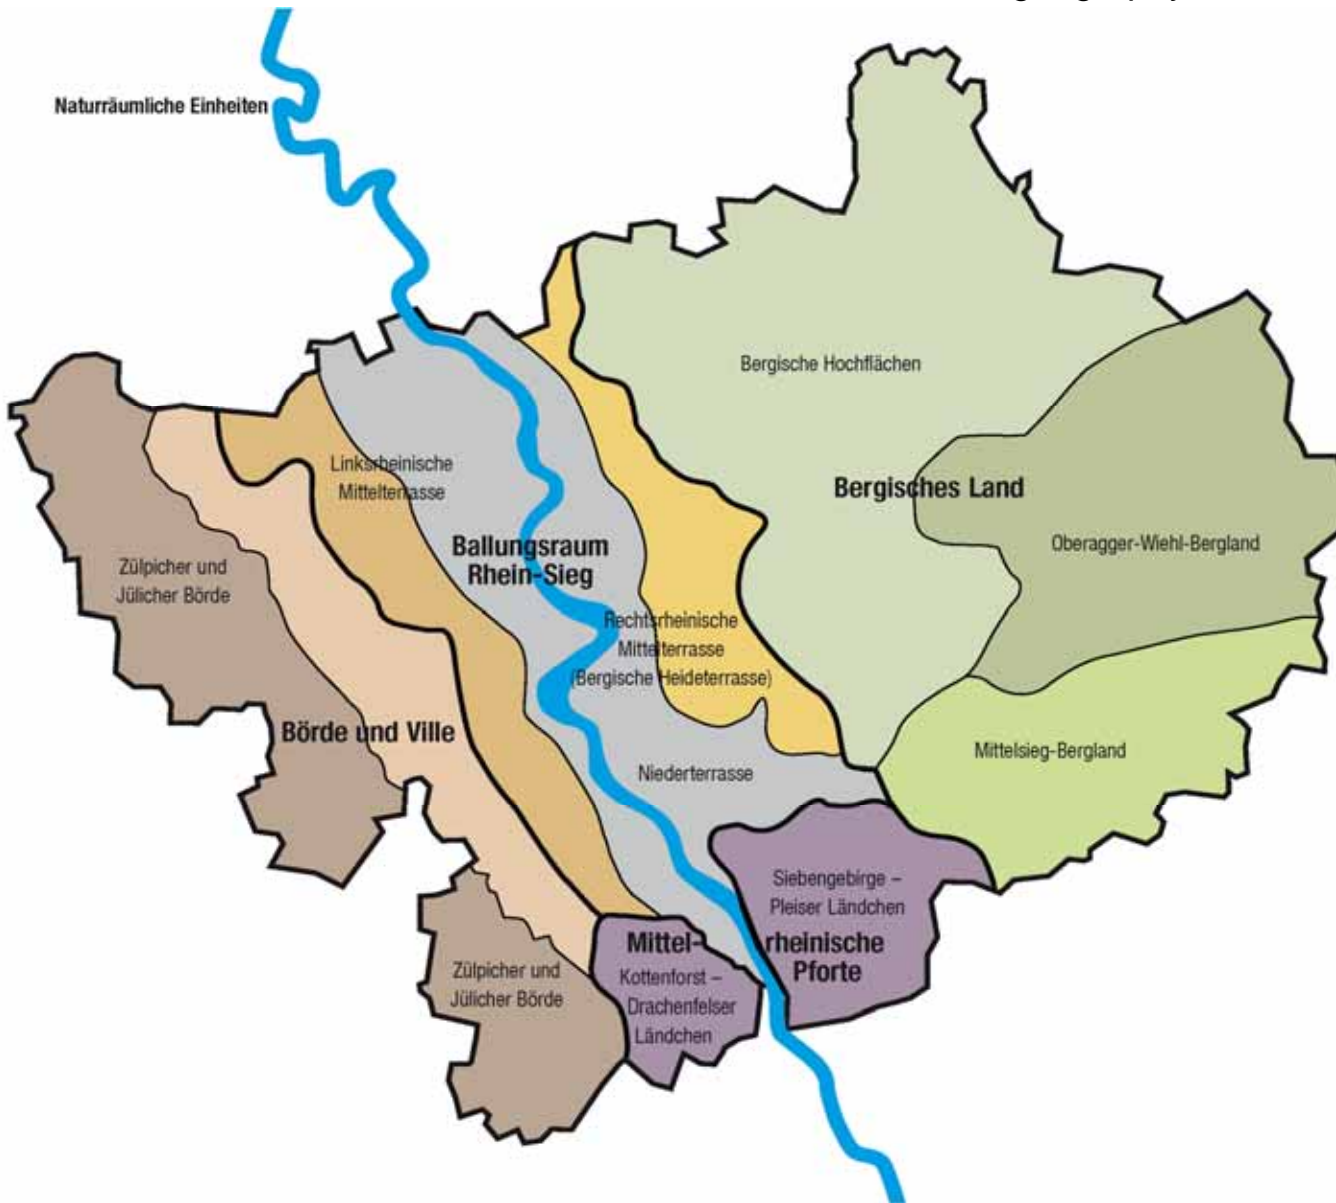 Naturräumliche Einheiten
Bergische Hochflächen
Linksrheinische
Mittelterrasse
Bergisches Land
Ballungsraum
Rhein-Sieg
Oberagger-Wiehl-Bergland
Zülpicher und
Jülicher Börde
Rechtsrheinische
Mittelterrasse
(Bergische Heideterrasse)
Börde und Ville
Mittelsieg-Bergland
Niederterrasse
Siebengebirge –
Pleiser Ländchen
Mittel- rheinische
Pforte
Zülpicher und
Jülicher Börde
Kottenforst –
Drachenfelser
Ländchen